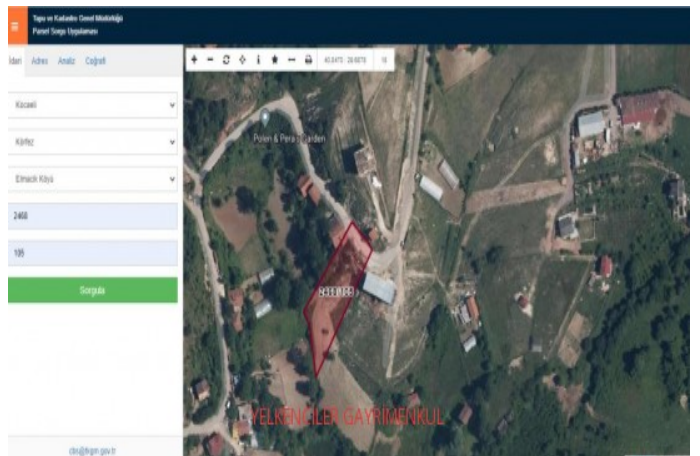 Tapu ve Kadastro Genel Müdürlüğü
Parsel Sorgu Uygulaması
İdari Adres Analiz Coğrafi
Kocaeli
Körfez
Elmacık Köyü
2468
105
Sorgula
Polen & Pera's Garden
2468/105
YELKENCİLER GAYRİMENKUL
cbs@tkgm.gov.tr